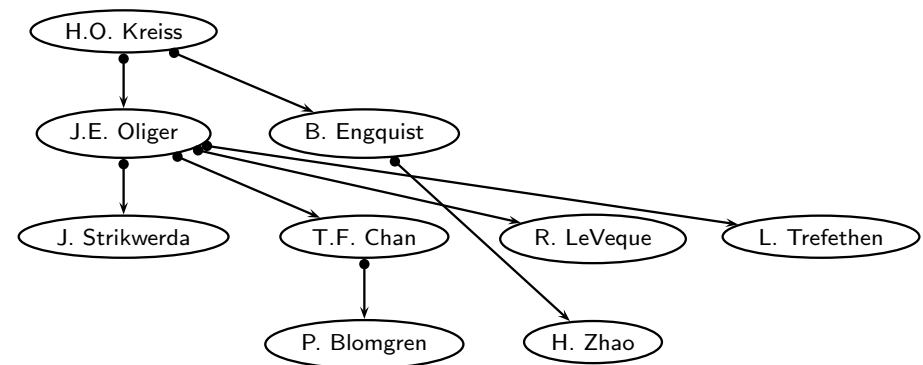 H.O. Kreiss
J.E. Oliger
B. Engquist
J. Strikwerda
T.F. Chan
R. LeVeque
L. Trefethen
P. Blomgren
H. Zhao